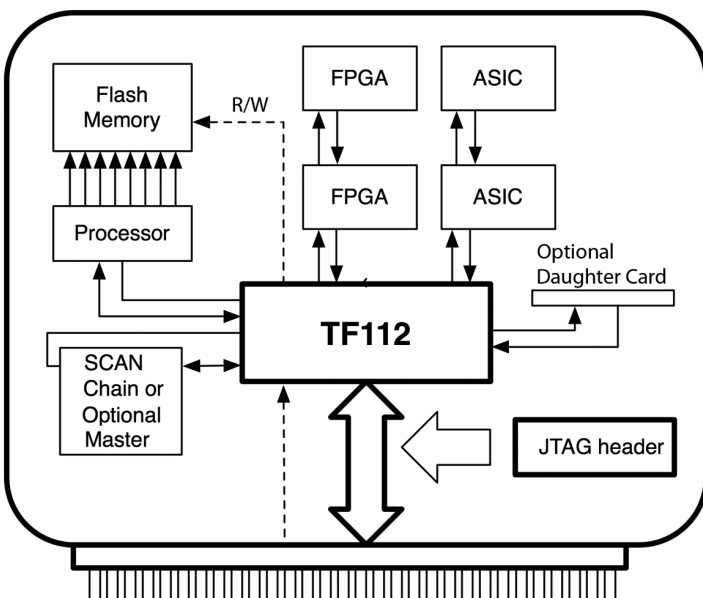 Flash
Memory
R/W
FPGA
ASIC
FPGA
ASIC
Processor
Optional
Daughter Card
TF112
SCAN
Chain or
Optional
Master
JTAG header